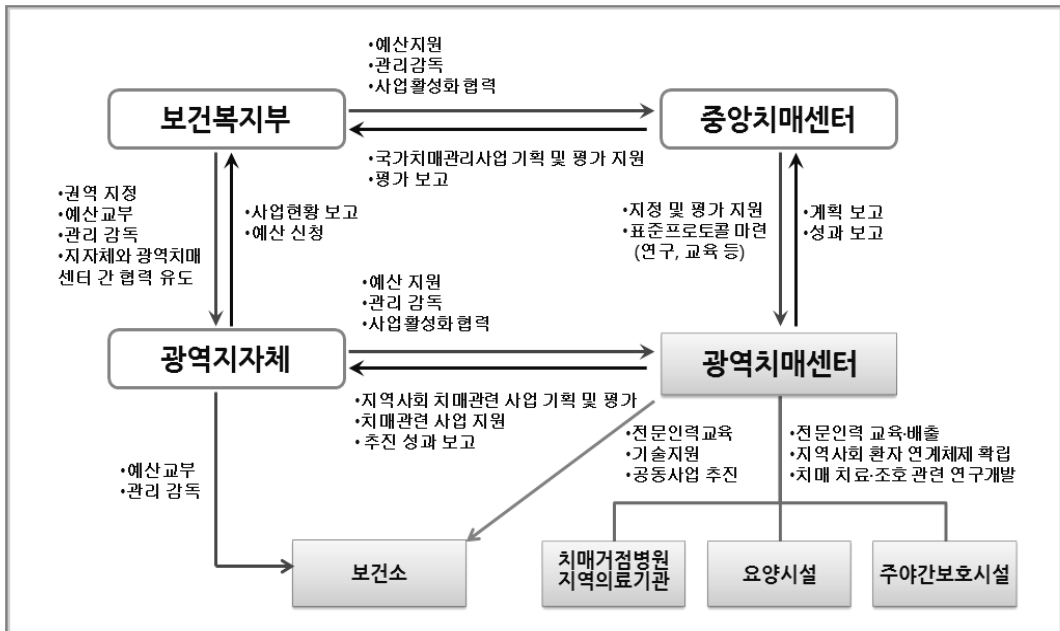 •예산지원
•관리감독
•사업활성화 협력
보건복지부
중앙치매센터
•국가치매관리사업 기획 및 평가 지원
•평가 보고
•권역 지정
•예산교부
•관리 감독
•지자체와 광역치매
센터 간 협력 유도
•사업현황 보고
•예산 신청
•지정 및 평가 지원
•표준프로토콜 마련
(연구, 교육 등)
•계획 보고
•성과 보고
•예산 지원
•관리 감독
•사업활성화 협력
광역지자체
광역치매센터
•지역사회 치매관련 사업 기획 및 평가
•치매관련 사업 지원
• 추진 성과 보고
•예산교부
•관리 감독
•전문인력교육
•기술지원
•공동사업 추진
•전문인력 교육·배출
•지역사회 환자 연계체제 확립
•치매 치료·조호 관련 연구개발
보건소
치매거점병원
지역의료기관
요양시설
주야간보호시설